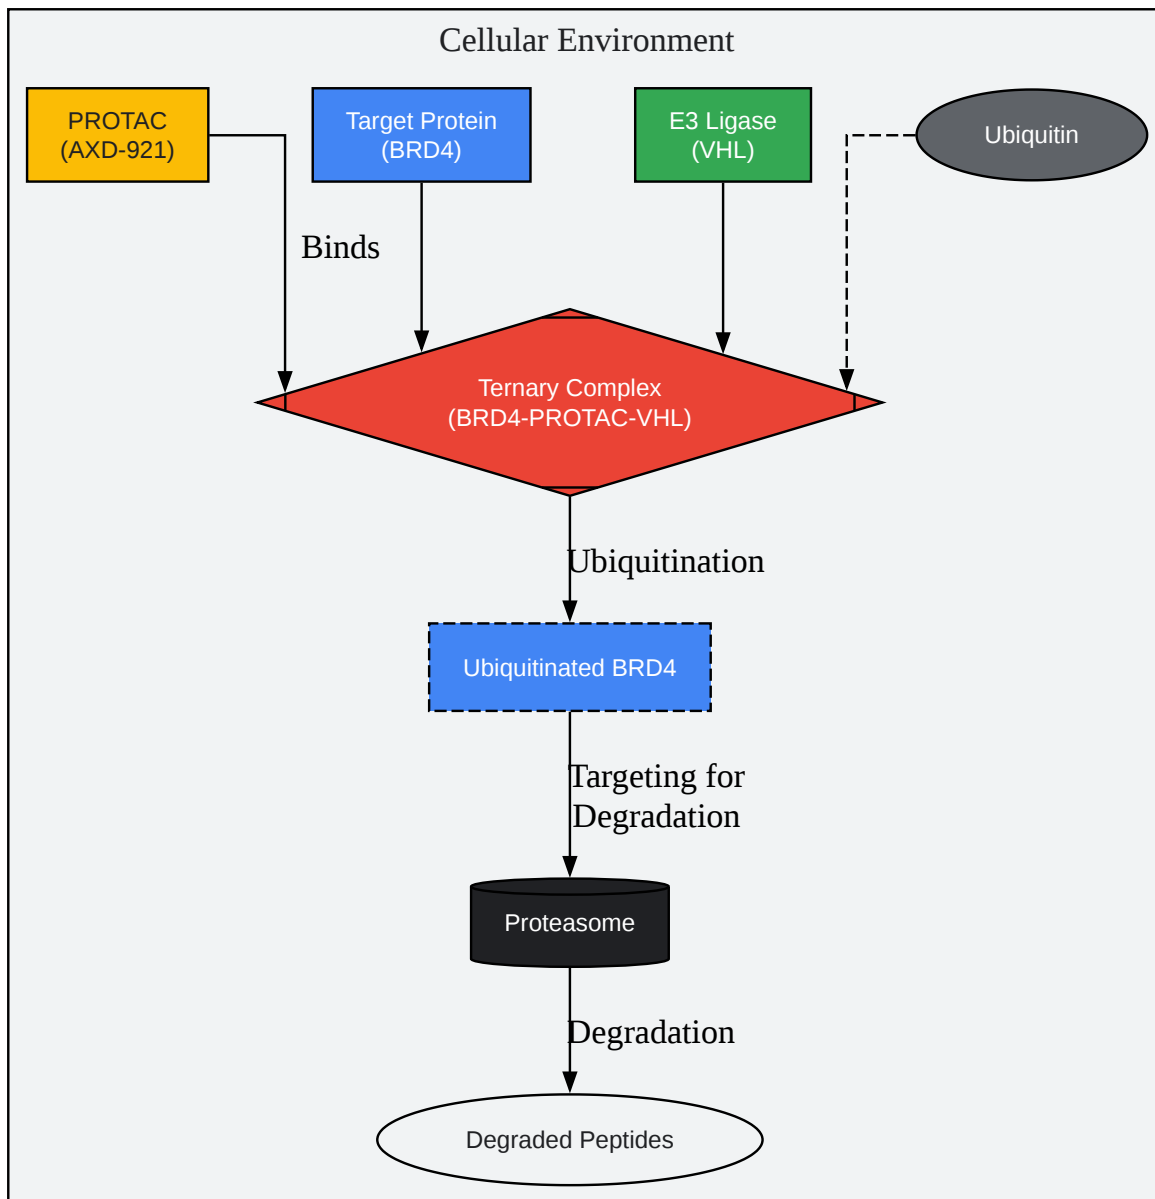 Cellular Environment
PROTAC
(AXD-921)
Target Protein
(BRD4)
E3 Ligase
(VHL)
Ubiquitin
Binds
Ternary Complex
(BRD4-PROTAC-VHL)
Ubiquitination
Ubiquitinated BRD4
Targeting for
Degradation
Proteasome
Degradation
Degraded Peptides